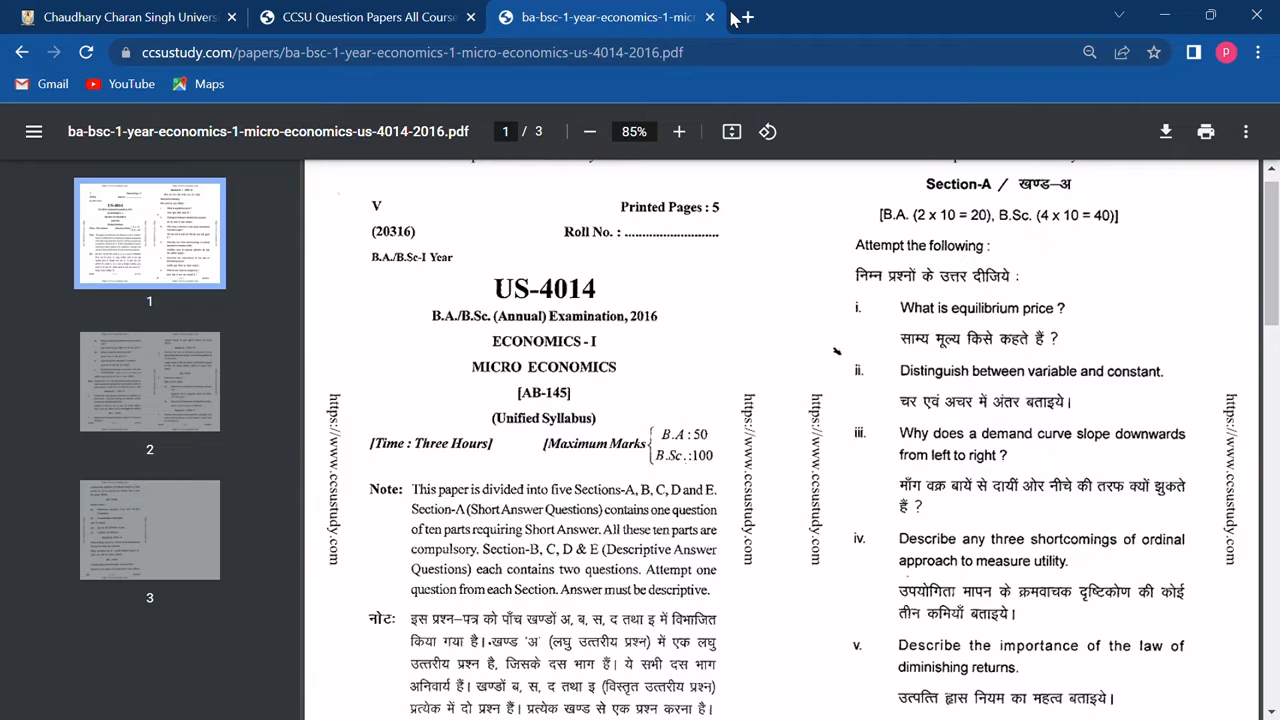 Chaudhary Charan Singh Univers
CCSU Question Papers All Course
ba-bsc-1-year-economics-1-micr
ccsustudy.com/papers/ba-bsc-1-year-economics-1-micro-economics-us-4014-2016.pdf
P
Gmail
YouTube
Maps
ba-bsc-1-year-economics-1-micro-economics-us-4014-2016.pdf
1 / 3
85%
US-4014
1
2
3
V
Printed Pages : 5
(20316)
Roll No. : ..........................
B.A./B.Sc-I Year
US-4014
B.A./B.Sc. (Annual) Examination, 2016
ECONOMICS - I
MICRO ECONOMICS
[AB-145]
(Unified Syllabus)
[Time : Three Hours]
[Maximum Marks
B.A : 50
B.Sc. :100
Note: This paper is divided into five Sections-A, B, C, D and E.
Section-A (Short Answer Questions) contains one question
of ten parts requiring Short Answer. All these ten parts are
compulsory. Sections C, D & E (Descriptive Answer
Questions) each contains two questions. Attempt one
question from each Section. Answer must be descriptive.
नोट: इस प्रश्न–पत्र को पाँच खण्डों अ, ब, स, द तथा इ में विभाजित
किया गया है। खण्ड 'अ' (लघु उत्तरीय प्रश्न) में एक लघु
उत्तरीय प्रश्न है, जिसके दस भाग हैं। ये सभी दस भाग
अनिवार्य हैं। खण्डों ब, स, द तथा इ (विस्तृत उत्तरीय प्रश्न)
प्रत्येक में दो प्रश्न हैं। प्रत्येक खण्ड से एक प्रश्न करना है।
https://www.ccsustudy.com
https://www.ccsustudy.com
Section-A / खण्ड–अ
[B.A. (2 x 10 = 20), B.Sc. (4 x 10 = 40)]
Attempt the following :
निम्न प्रश्नों के उत्तर दीजिये :
i. What is equilibrium price ?
साम्य मूल्य किसे कहते हैं ?
ii. Distinguish between variable and constant.
चर एवं अचर में अंतर बताइये।
iii. Why does a demand curve slope downwards
from left to right ?
माँग वक्र बायें से दायीं ओर नीचे की तरफ क्यों झुकते
हैं ?
iv. Describe any three shortcomings of ordinal
approach to measure utility.
उपयोगिता मापन के क्रमवाचक दृष्टिकोण की कोई
तीन कमियाँ बताइये।
v. Describe the importance of the law of
diminishing returns.
उत्पत्ति ह्रास नियम का महत्व बताइये।
https://www.ccsustudy.com
https://www.ccsustudy.com